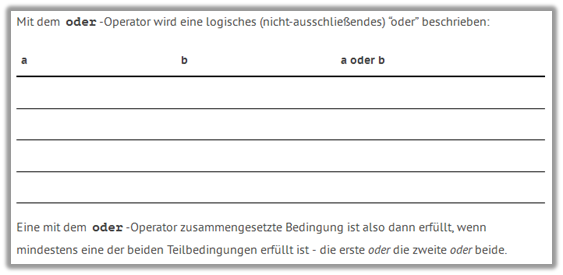 Mit dem oder -Operator wird eine logisches (nicht-ausschließendes) “oder” beschrieben:
a b a oder b
Eine mit dem oder -Operator zusammengesetzte Bedingung ist also dann erfüllt, wenn
mindestens eine der beiden Teilbedingungen erfüllt ist - die erste oder die zweite oder beide.